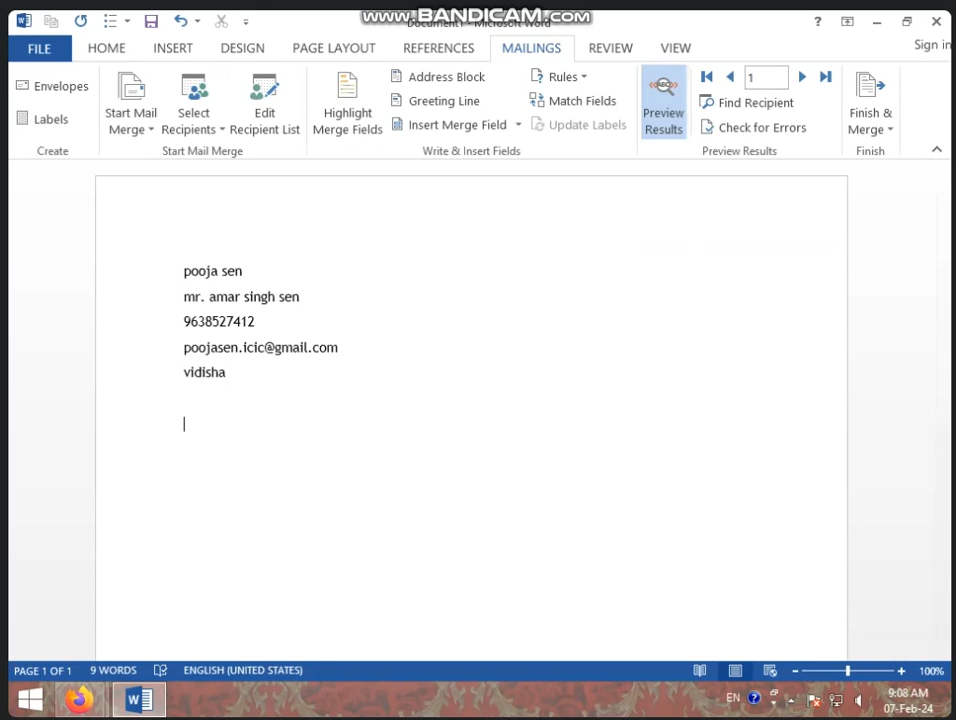 www.BANDICAM.com
Document1 - Microsoft Word
FILE HOME INSERT DESIGN PAGE LAYOUT REFERENCES MAILINGS REVIEW VIEW Sign in
Envelopes
Labels
Create
Start Mail
Merge
Select
Recipients
Edit
Recipient List
Start Mail Merge
Highlight
Merge Fields
Address Block
Greeting Line
Insert Merge Field
Rules
Match Fields
Update Labels
Write & Insert Fields
ABC
Preview
Results
1
Find Recipient
Check for Errors
Preview Results
Finish &
Merge
Finish
pooja sen
mr. amar singh sen
9638527412
poojasen.icic@gmail.com
vidisha
PAGE 1 OF 1 9 WORDS ENGLISH (UNITED STATES) 100%
EN
9:08 AM
07-Feb-24